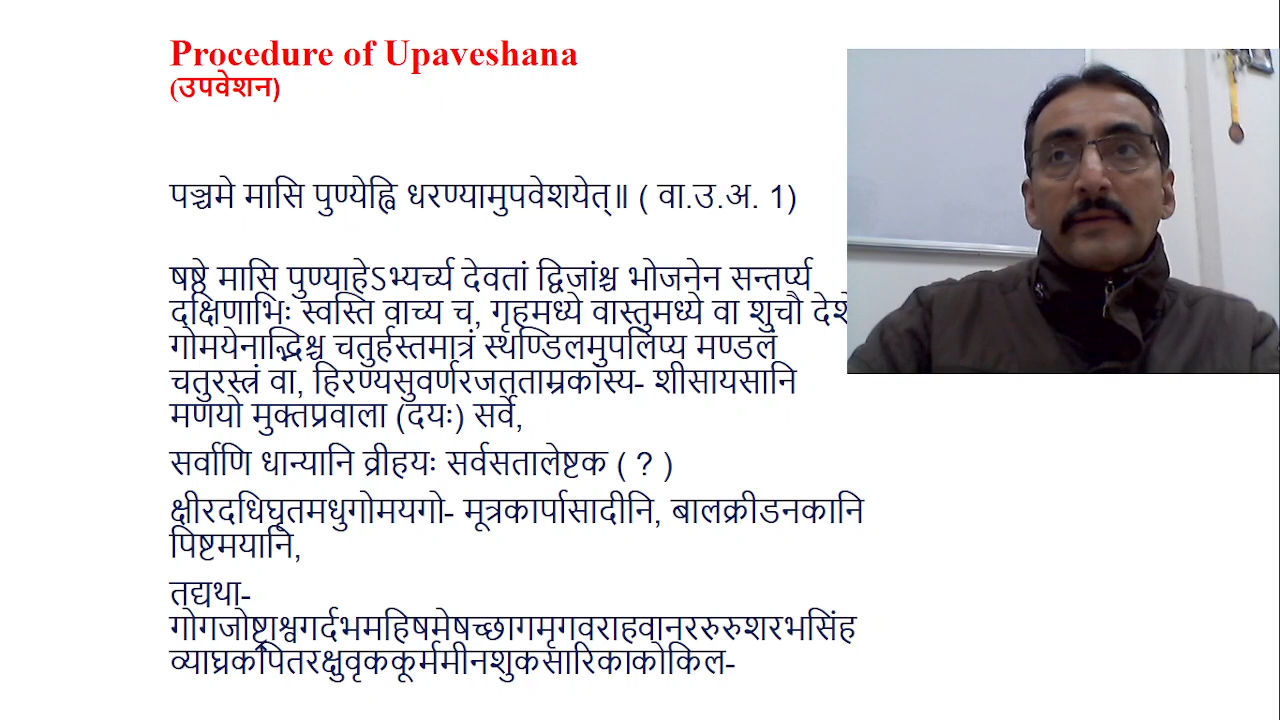 Procedure of Upaveshana
(उपवेशन)
पञ्चमे मासि पुण्येह्वि धरण्यामुपवेशयेत्॥ ( वा.उ.अ. 1)
षष्ठे मासि पुण्याहेऽभ्यर्च्य देवतां द्विजांश्च भोजनेन सन्तर्प्य
दक्षिणाभिः स्वस्ति वाच्य च, गृहमध्ये वास्तुमध्ये वा शुचौ
गोमयेनाद्भिश्च चतुर्हस्तमात्रं स्थण्डिलमुपलिप्य मण्डलं
चतुरस्त्रं वा, हिरण्यसुवर्णरजतताम्रकांस्य- शीसायसानि
मणयो मुक्तप्रवाला (दयः) सर्वे,
सर्वाणि धान्यानि व्रीहयः सर्वसतालेष्टक ( ? )
क्षीरदधिघृतमधुगोमयगो- मूत्रकार्पासादीनि, बालक्रीडनकानि
पिष्टमयानि,
तद्यथा-
गोगजोष्ट्राश्वगर्दभमहिषमेषच्छागमृगवराहवानररुरुशरभसिंह
व्याघ्रकपितरक्षुवृककूर्ममीनशुकसारिकाकोकिल-